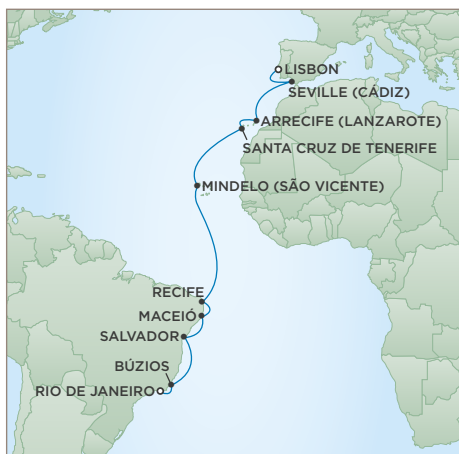 LISBON
SEVILLE (CÁDIZ)
ARRECIFE (LANZAROTE)
SANTA CRUZ DE TENERIFE
MINDELO (SÃO VICENTE)
RECIFE
MACEIÓ
SALVADOR
BÚZIOS
RIO DE JANEIRO